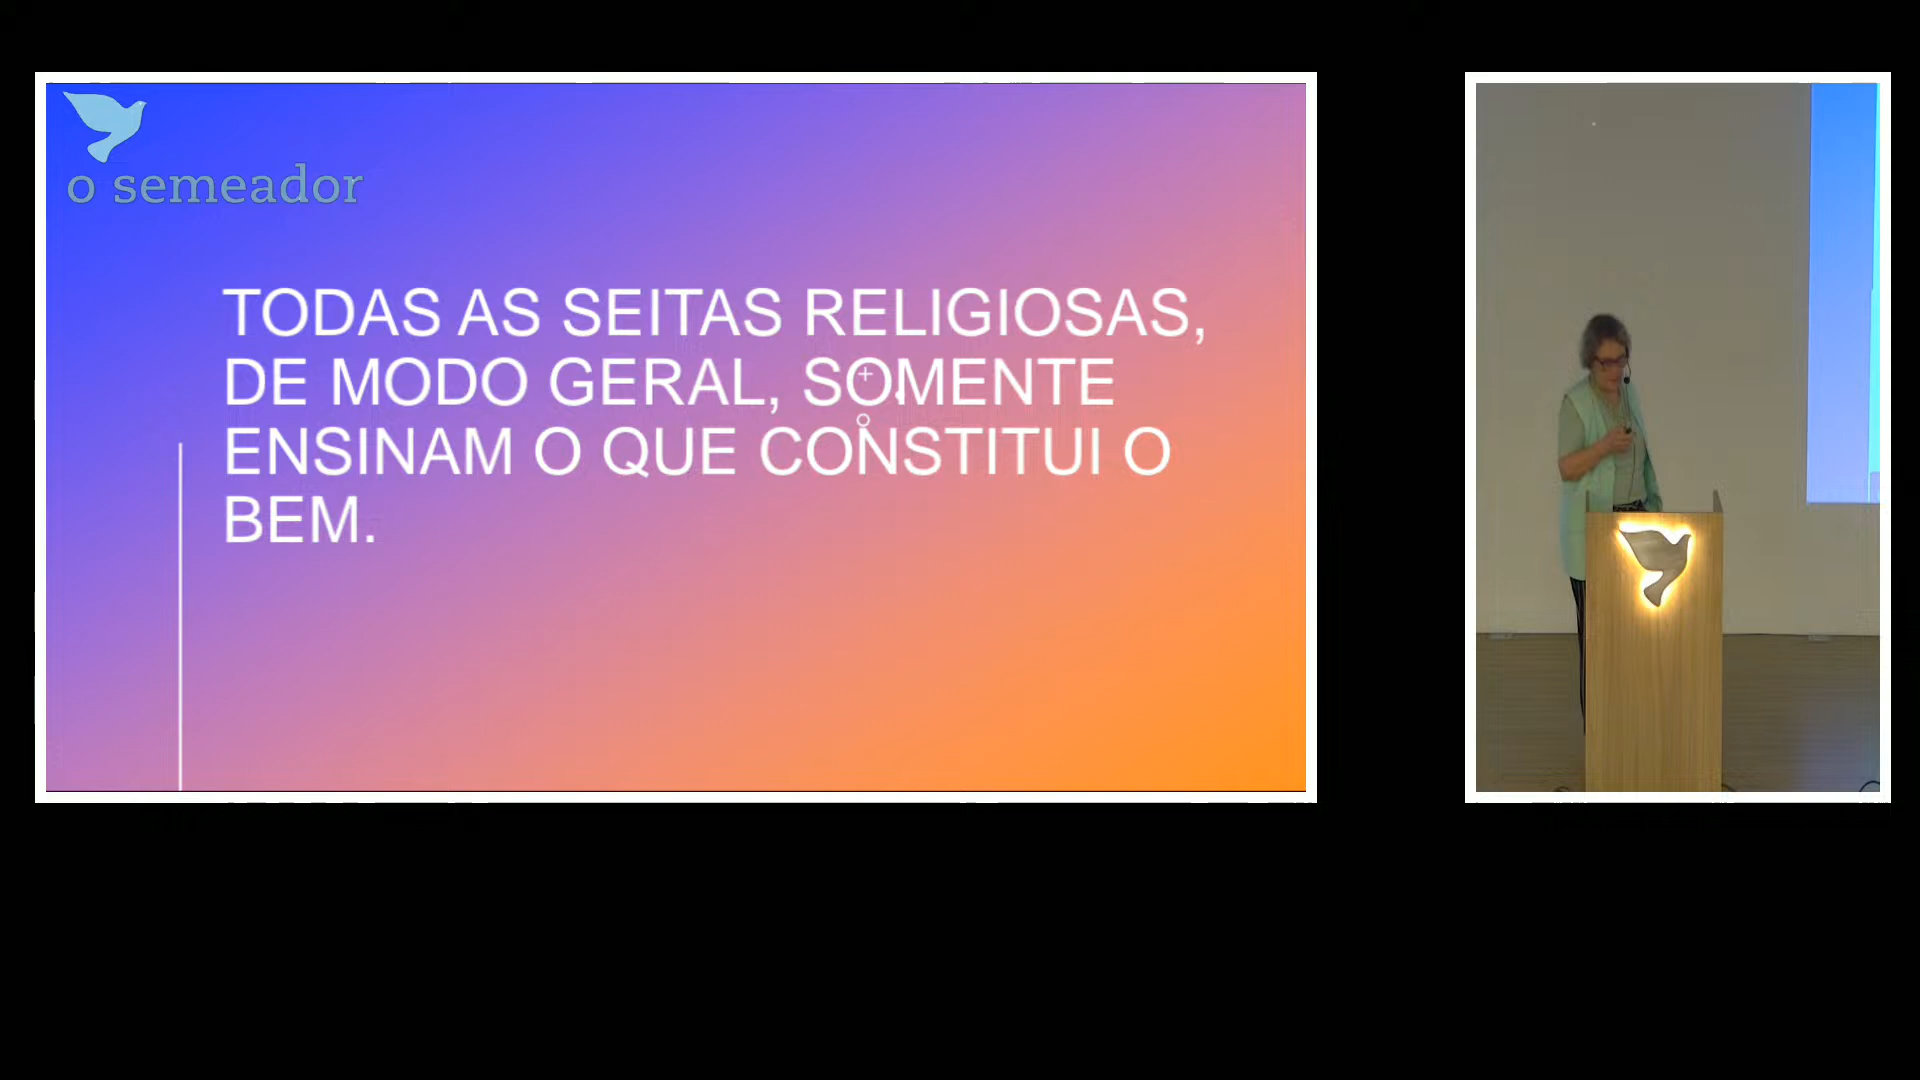 o semeador
TODAS AS SEITAS RELIGIOSAS,
DE MODO GERAL, SOMENTE
ENSINAM O QUE CONSTITUI O
BEM.